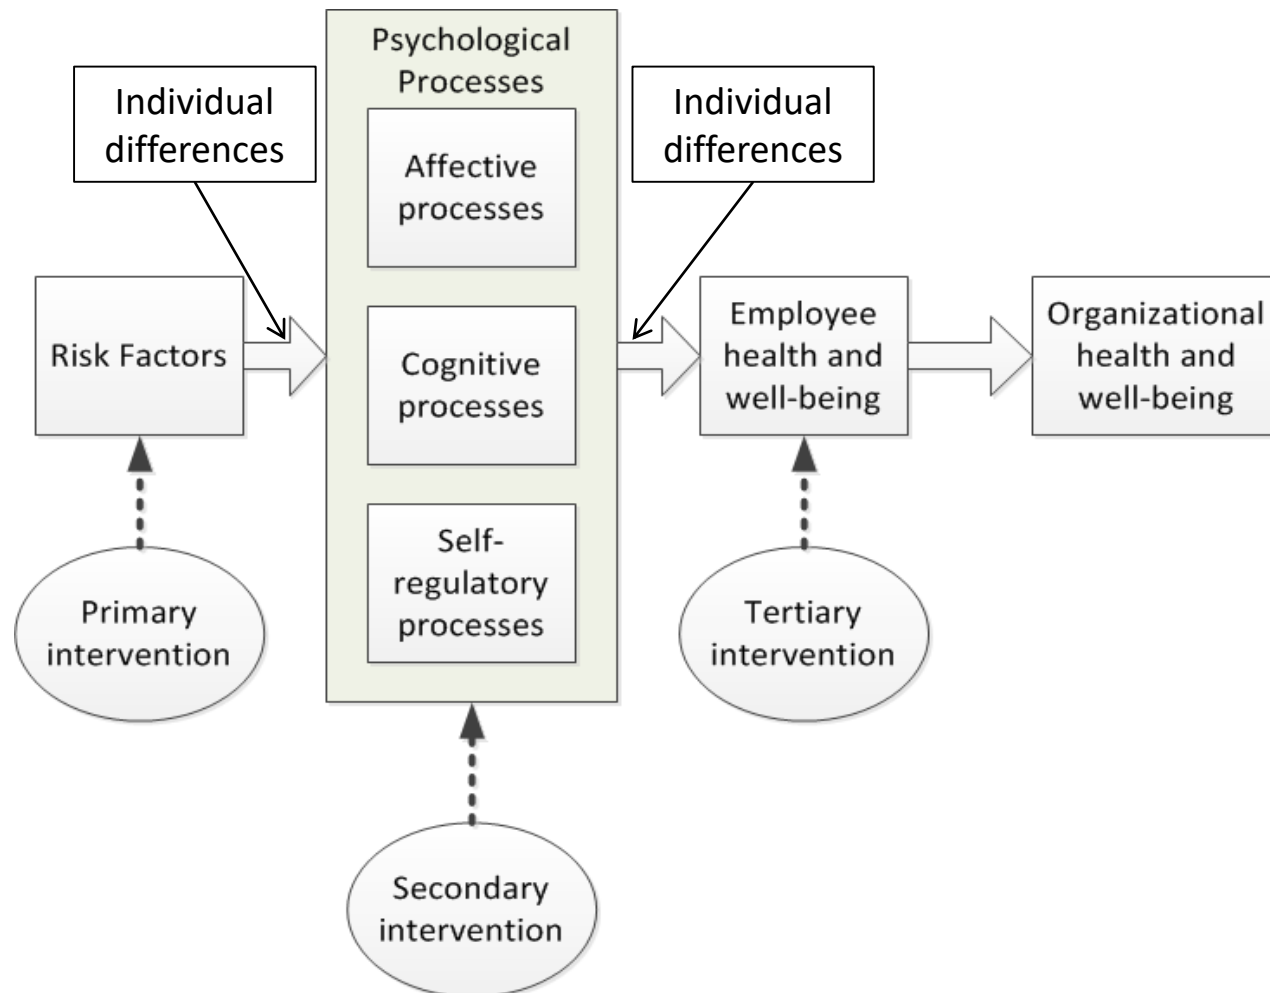 Psychological
Processes
Individual
differences
Individual
differences
Affective
processes
Risk Factors
Cognitive
processes
Employee
health and
well-being
Organizational
health and
well-being
Self-
regulatory
processes
Primary
intervention
Tertiary
intervention
Secondary
intervention